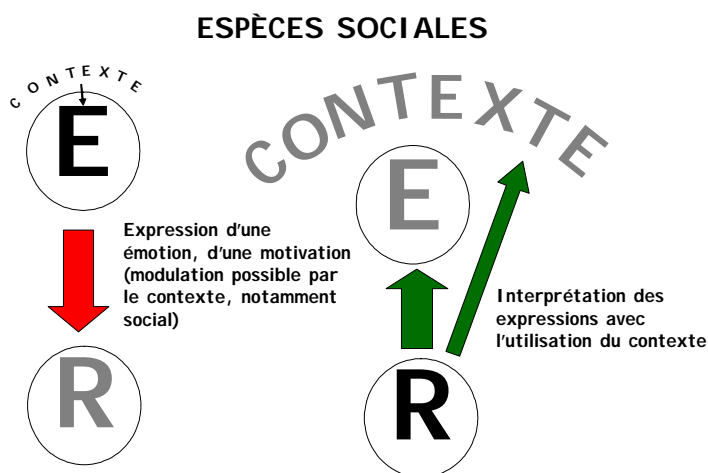 ESPÈCES SOCIALES
CONTEXTE
E
Expression d'une
émotion, d'une motivation
(modulation possible par
le contexte, notamment
social)
R
CONTEXTE
E
Interprétation des
expressions avec
l'utilisation du contexte
R